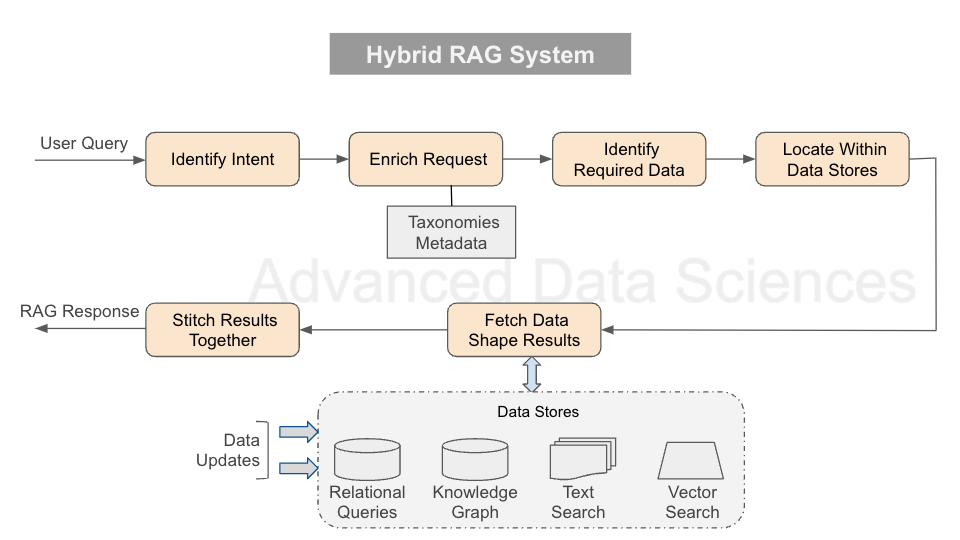 Hybrid RAG System
User Query
Identify Intent
Enrich Request
Identify
Required Data
Locate Within
Data Stores
Taxonomies
Metadata
Advanced Data Sciences
RAG Response
Stitch Results
Together
Fetch Data
Shape Results
Data Stores
Data
Updates
Relational
Queries
Knowledge
Graph
Text
Search
Vector
Search